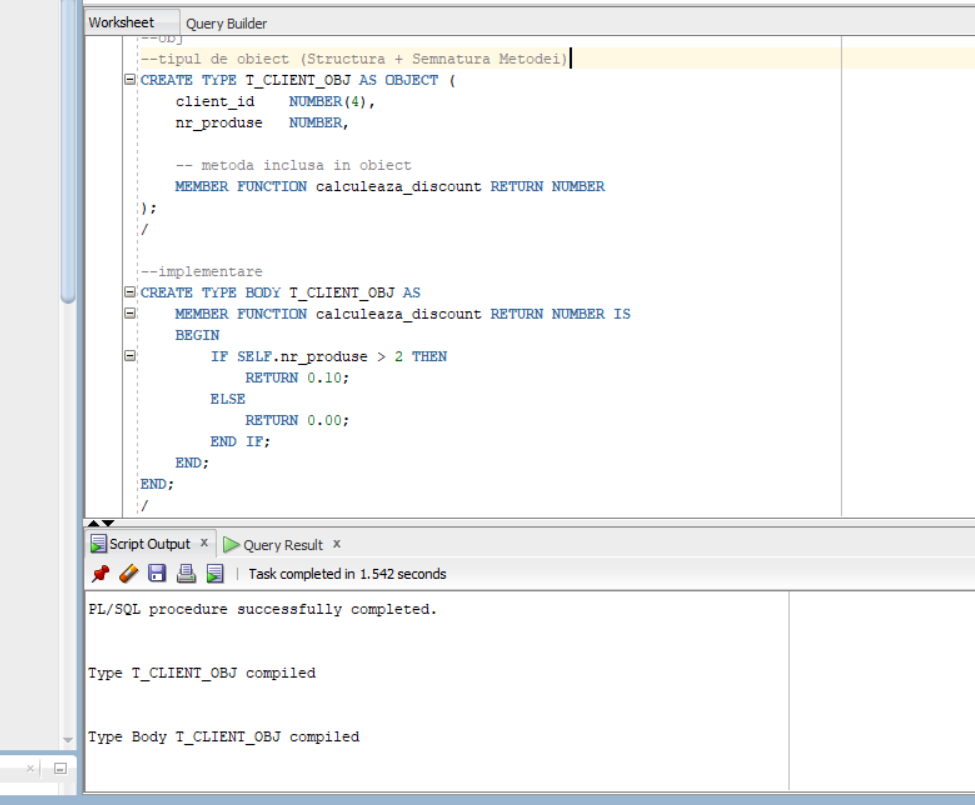 Worksheet Query Builder
--obj
--tipul de obiect (Structura + Semnatura Metodei)
CREATE TYPE T_CLIENT_OBJ AS OBJECT (
    client_id    NUMBER(4),
    nr_produse   NUMBER,
    -- metoda inclusa in obiect
    MEMBER FUNCTION calculeaza_discount RETURN NUMBER
);
/
--implementare
CREATE TYPE BODY T_CLIENT_OBJ AS
    MEMBER FUNCTION calculeaza_discount RETURN NUMBER IS
    BEGIN
        IF SELF.nr_produse > 2 THEN
            RETURN 0.10;
        ELSE
            RETURN 0.00;
        END IF;
    END;
END;
/
Script Output x Query Result x
Task completed in 1.542 seconds
PL/SQL procedure successfully completed.
Type T_CLIENT_OBJ compiled
Type Body T_CLIENT_OBJ compiled